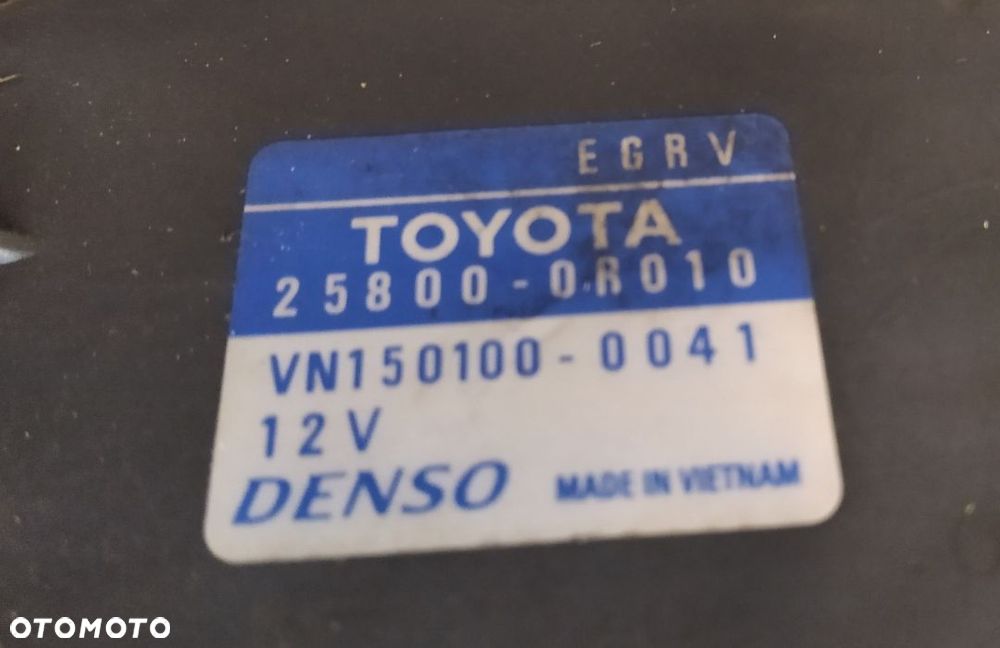 EGRV
TOYOTA
25800-0R010
VN150100-0041
12V
DENSO MADE IN VIETNAM
OTOMOTO